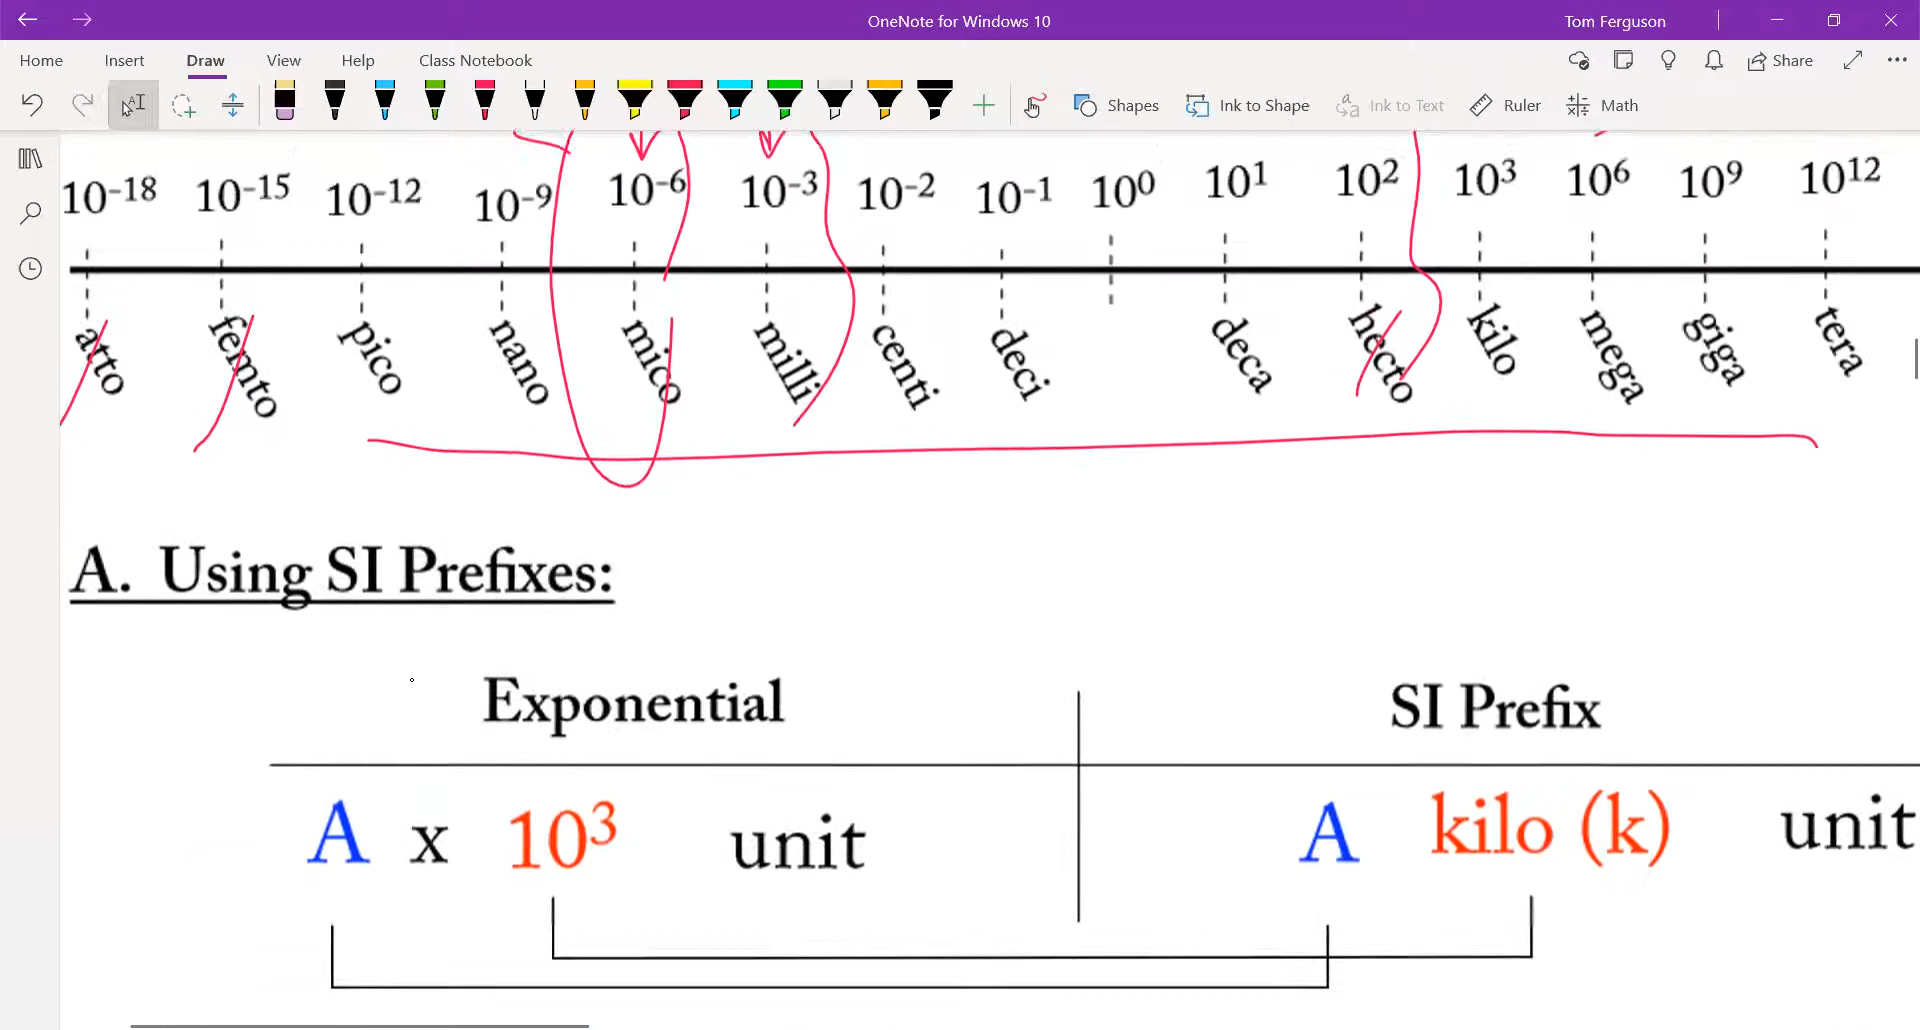 OneNote for Windows 10 Tom Ferguson
Home Insert Draw View Help Class Notebook Share
Shapes Ink to Shape Ink to Text Ruler Math
10⁻¹⁸ 10⁻¹⁵ 10⁻¹² 10⁻⁹ 10⁻⁶ 10⁻³ 10⁻² 10⁻¹ 10⁰ 10¹ 10² 10³ 10⁶ 10⁹ 10¹²
atto femto pico nano mico milli centi deci deca hecto kilo mega giga tera
A. Using SI Prefixes:
Exponential SI Prefix
A x 10³ unit A kilo (k) unit